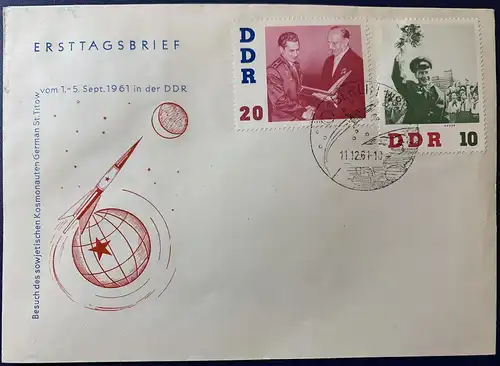 ERSTTAGSBRIEF
vom 1.-5. Sept. 1961 in der DDR
Besuch des sowjetischen Kosmonauten German St. Titow
DDR
20
DDR 10
BERLIN
11.12.61-10